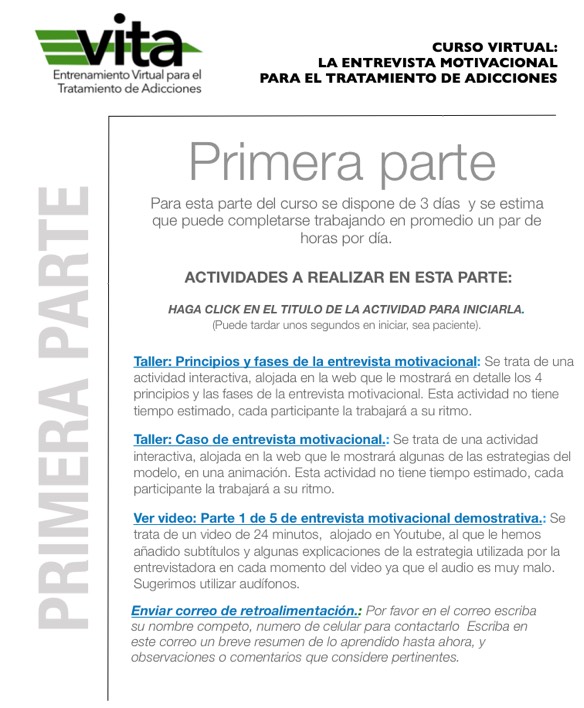 vita
Entrenamiento Virtual para el
Tratamiento de Adicciones
CURSO VIRTUAL:
LA ENTREVISTA MOTIVACIONAL
PARA EL TRATAMIENTO DE ADICCIONES
PRIMERA PARTE
Primera parte
Para esta parte del curso se dispone de 3 días y se estima
que puede completarse trabajando en promedio un par de
horas por día.
ACTIVIDADES A REALIZAR EN ESTA PARTE:
HAGA CLICK EN EL TITULO DE LA ACTIVIDAD PARA INICIARLA.
(Puede tardar unos segundos en iniciar, sea paciente).
Taller: Principios y fases de la entrevista motivacional: Se trata de una
actividad interactiva, alojada en la web que le mostrará en detalle los 4
principios y las fases de la entrevista motivacional. Esta actividad no tiene
tiempo estimado, cada participante la trabajará a su ritmo.
Taller: Caso de entrevista motivacional.: Se trata de una actividad
interactiva, alojada en la web que le mostrará algunas de las estrategias del
modelo, en una animación. Esta actividad no tiene tiempo estimado, cada
participante la trabajará a su ritmo.
Ver video: Parte 1 de 5 de entrevista motivacional demostrativa.: Se
trata de un video de 24 minutos, alojado en Youtube, al que le hemos
añadido subtítulos y algunas explicaciones de la estrategia utilizada por la
entrevistadora en cada momento del video ya que el audio es muy malo.
Sugerimos utilizar audífonos.
Enviar correo de retroalimentación.: Por favor en el correo escriba
su nombre competo, numero de celular para contactarlo Escriba en
este correo un breve resumen de lo aprendido hasta ahora, y
observaciones o comentarios que considere pertinentes.